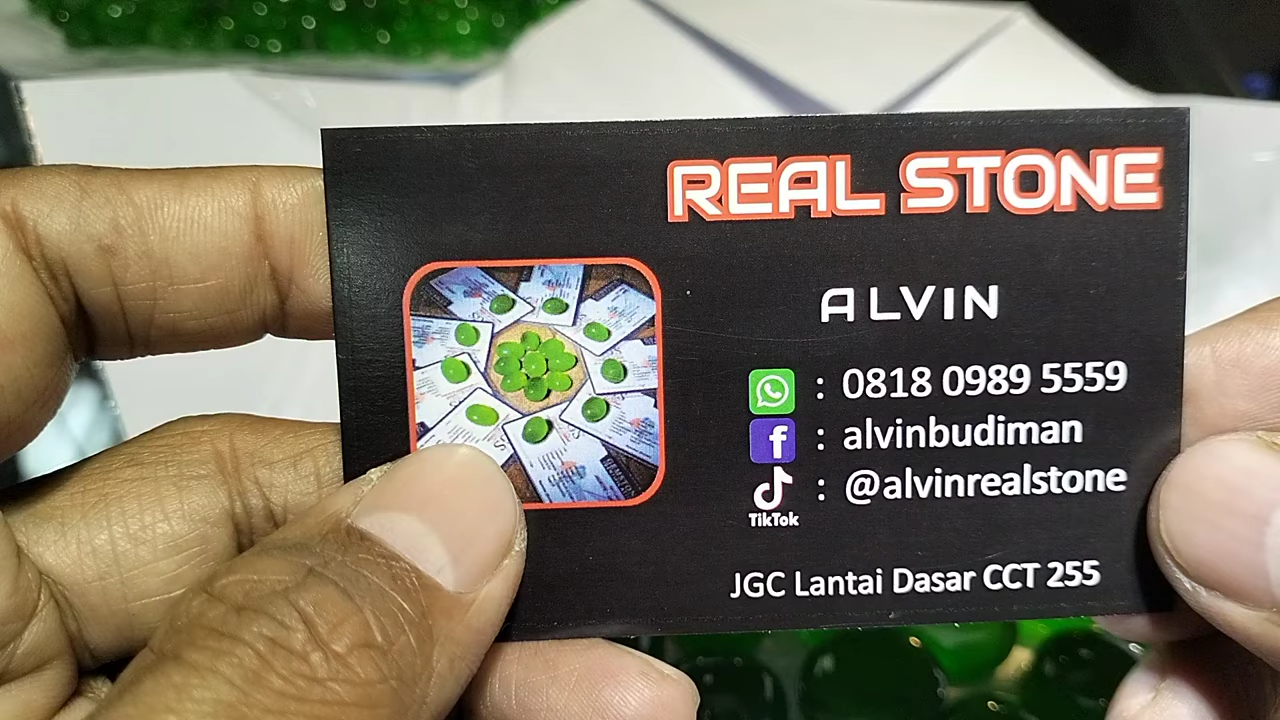 REAL STONE
ALVIN
: 0818 0989 5559
: alvinbudiman
TikTok : @alvinrealstone
JGC Lantai Dasar CCT 255